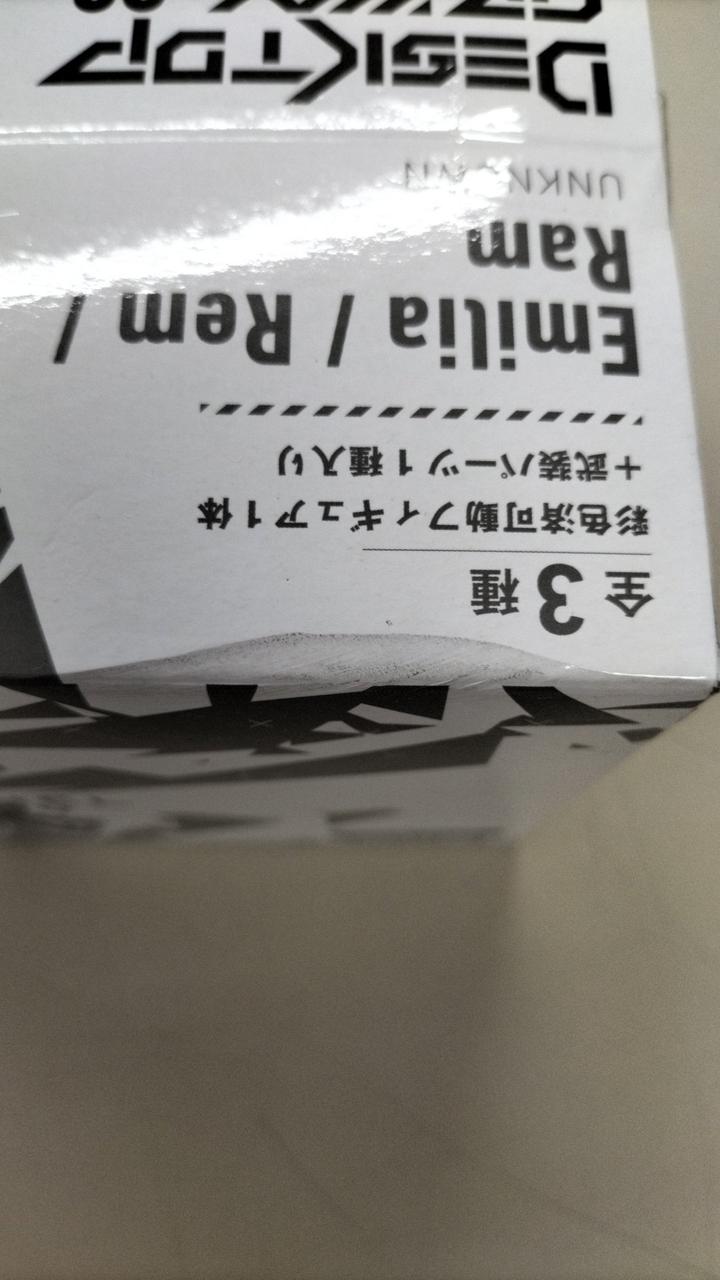 全3種
彩色済可動フィギュア1体
+武装パーツ1種入り
Emilia / Rem /
Ram
UNKNOWN
DESKTOP